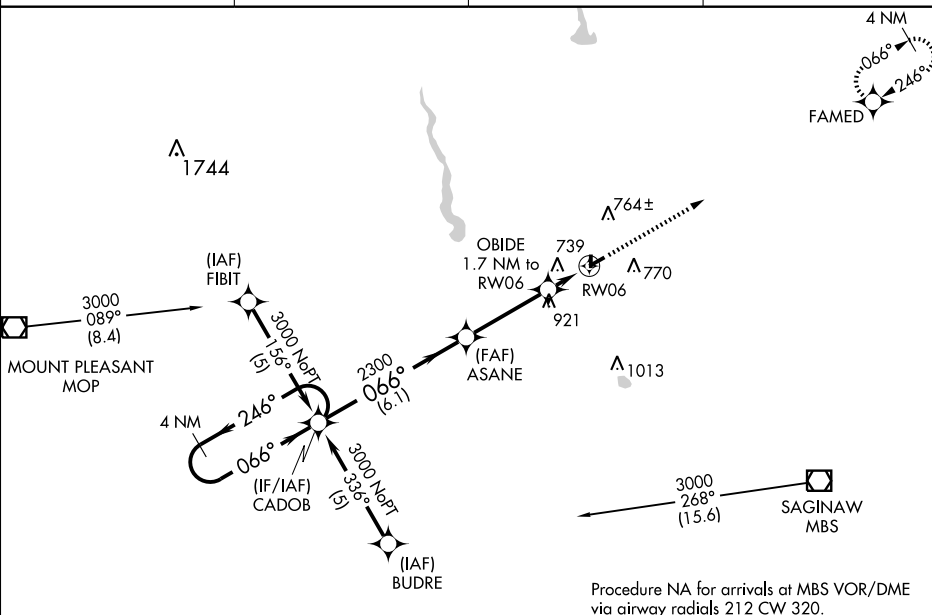 4 NM
066°
246°
FAMED
1744
764±
OBIDE
1.7 NM to
RW06
739
770
RW06
921
(IAF)
FIBIT
3000
089°
(8.4)
MOUNT PLEASANT
MOP
3000 NoPT
156°
(5)
2300
066°
(6.1)
(FAF)
ASANE
1013
4 NM
246°
066°
(IF/IAF)
CADOB
3000 NoPT
336°
(5)
(IAF)
BUDRE
3000
268°
(15.6)
SAGINAW
MBS
Procedure NA for arrivals at MBS VOR/DME
via airway radials 212 CW 320.